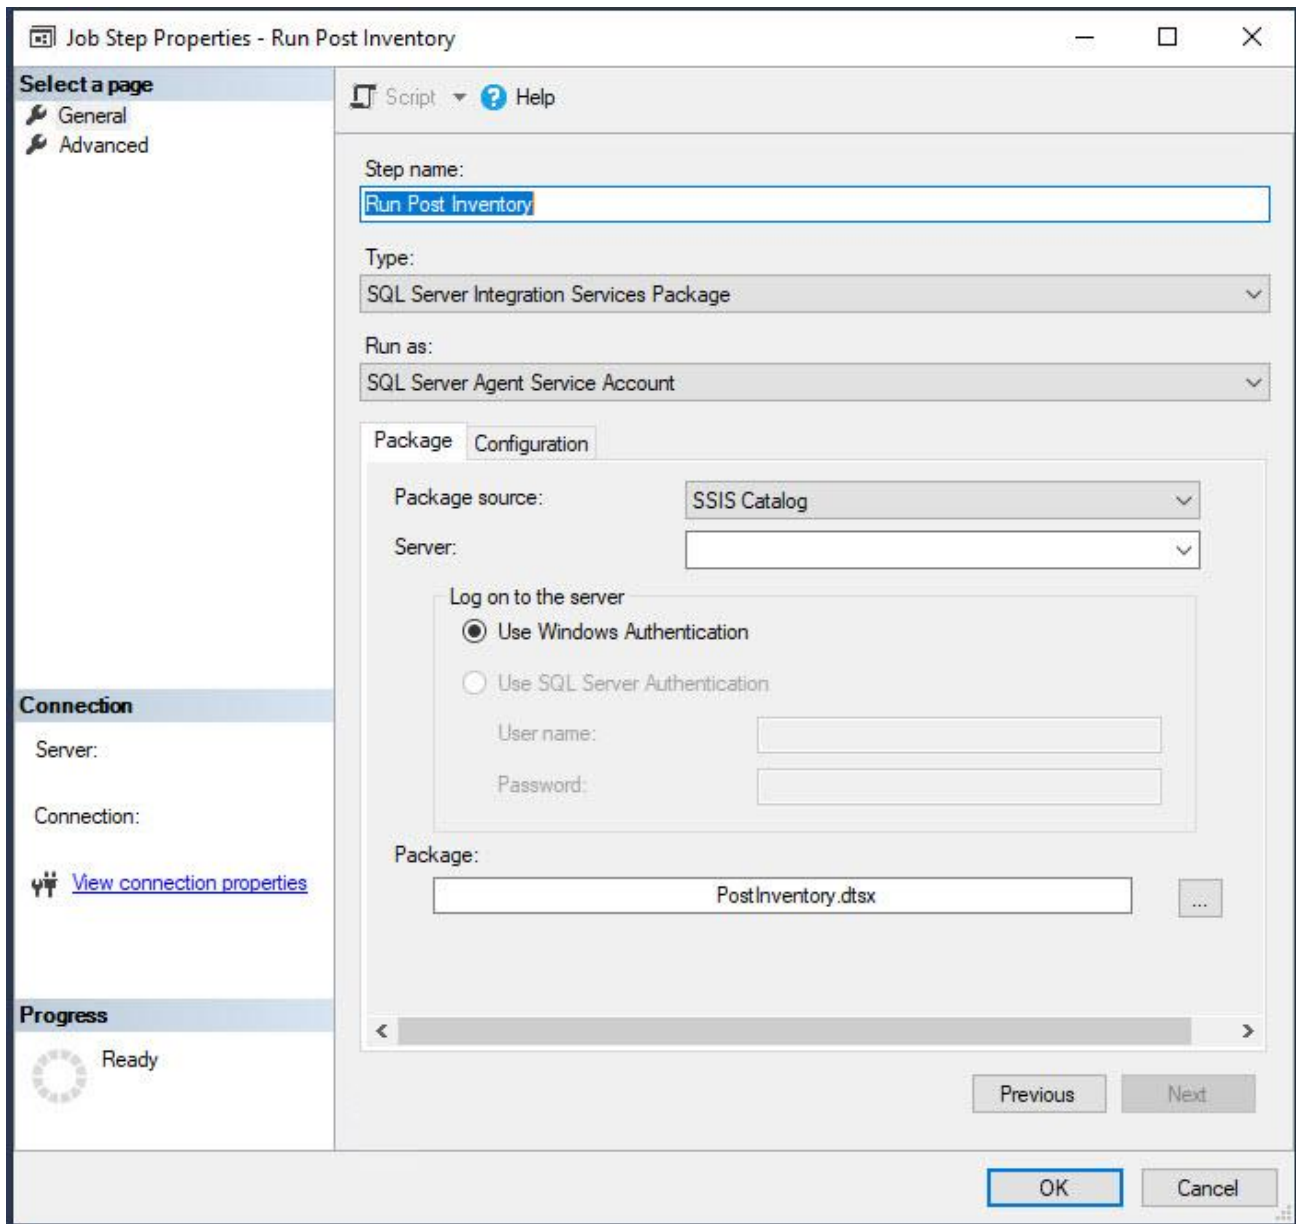 Job Step Properties - Run Post Inventory
Select a page
General
Advanced
Script
Help
Step name:
Run Post Inventory
Type:
SQL Server Integration Services Package
Run as:
SQL Server Agent Service Account
Package
Configuration
Package source:
SSIS Catalog
Server:
Log on to the server
Use Windows Authentication
Use SQL Server Authentication
User name:
Password:
Package:
PostInventory.dtsx
...
Connection
Server:
Connection:
View connection properties
Progress
Ready
Previous
Next
OK
Cancel